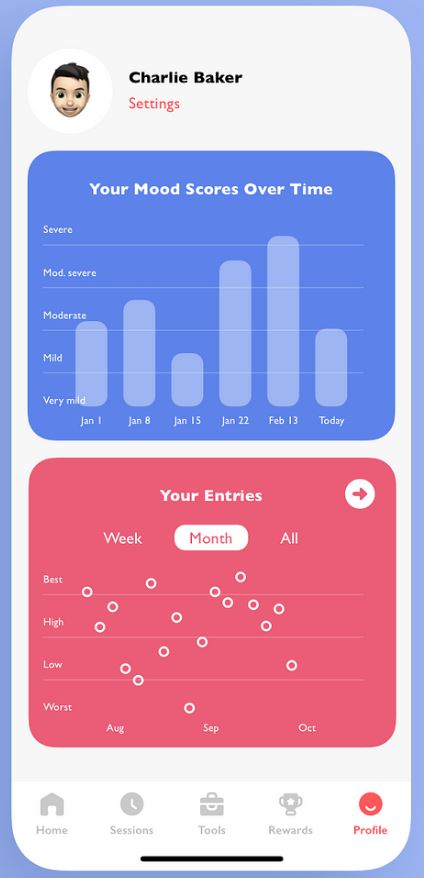 Charlie Baker
Settings
Your Mood Scores Over Time
Severe
Mod. severe
Moderate
Mild
Very mild
Jan 1 Jan 8 Jan 15 Jan 22 Feb 13 Today
Your Entries
Week Month All
Best
High
Low
Worst
Aug Sep Oct
Home Sessions Tools Rewards Profile